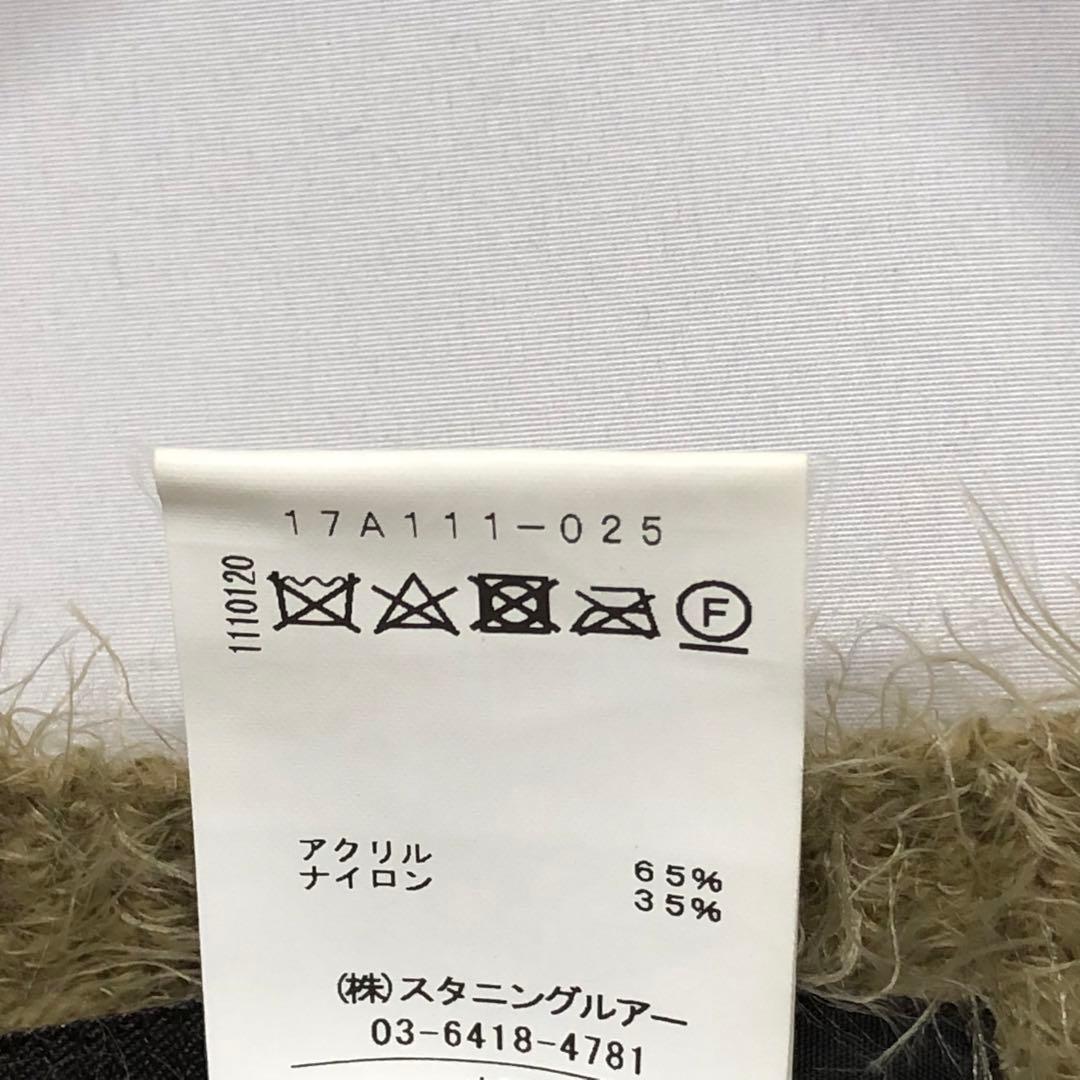 17A111-025
1110120
F
アクリル 65%
ナイロン 35%
(株)スタニングルアー
03-6418-4781